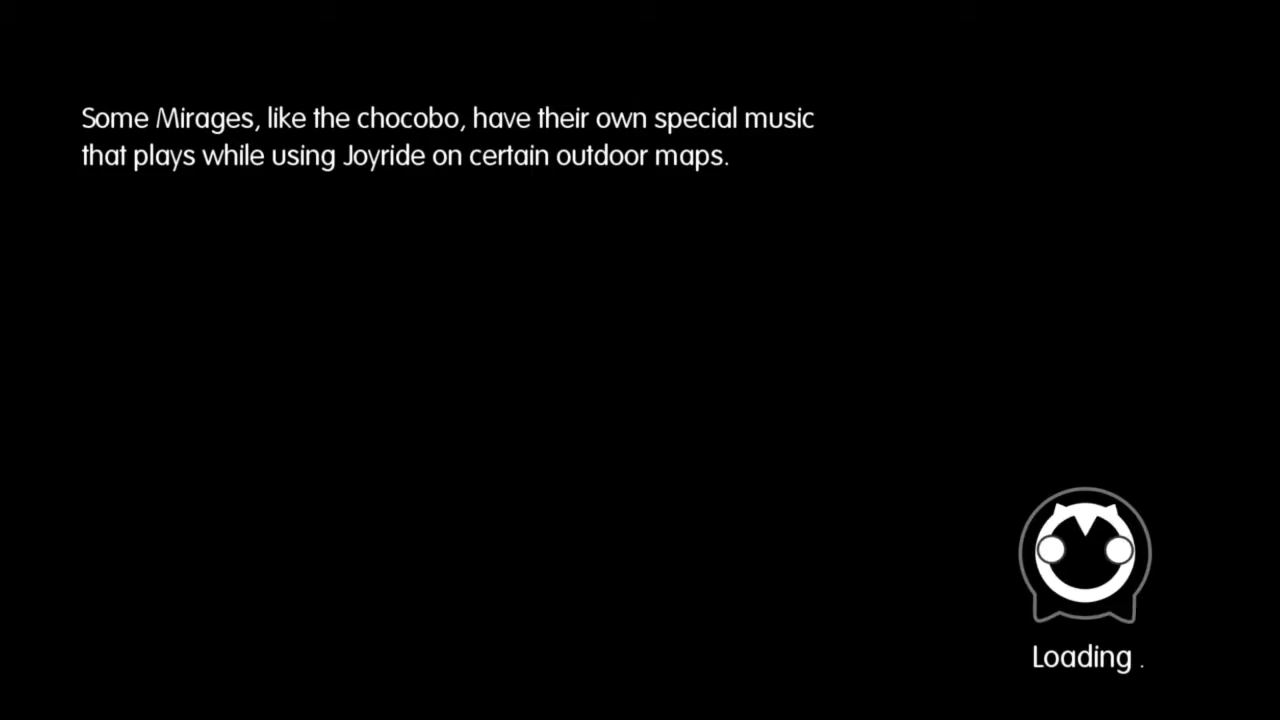 Some Mirages, like the chocobo, have their own special music
that plays while using Joyride on certain outdoor maps.
Loading .